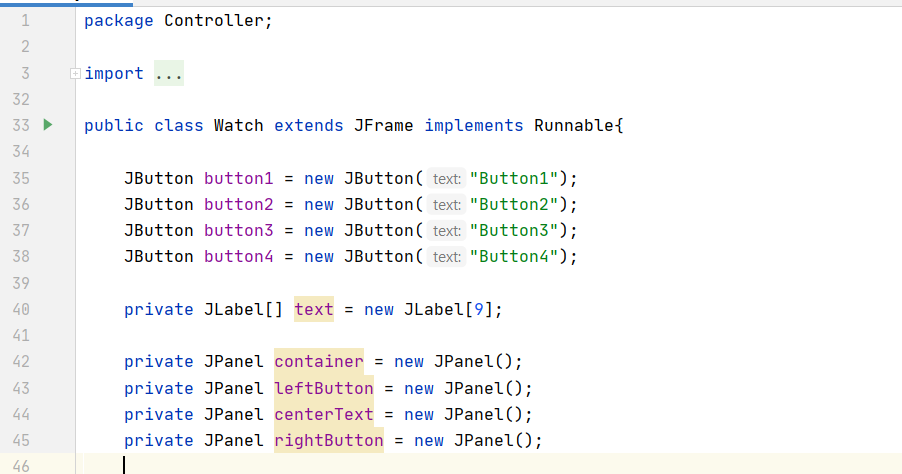 1 package Controller;
2
3 import ...
32
33 public class Watch extends JFrame implements Runnable{
34
35 JButton button1 = new JButton( text: "Button1");
36 JButton button2 = new JButton( text: "Button2");
37 JButton button3 = new JButton( text: "Button3");
38 JButton button4 = new JButton( text: "Button4");
39
40 private JLabel[] text = new JLabel[9];
41
42 private JPanel container = new JPanel();
43 private JPanel leftButton = new JPanel();
44 private JPanel centerText = new JPanel();
45 private JPanel rightButton = new JPanel();
46